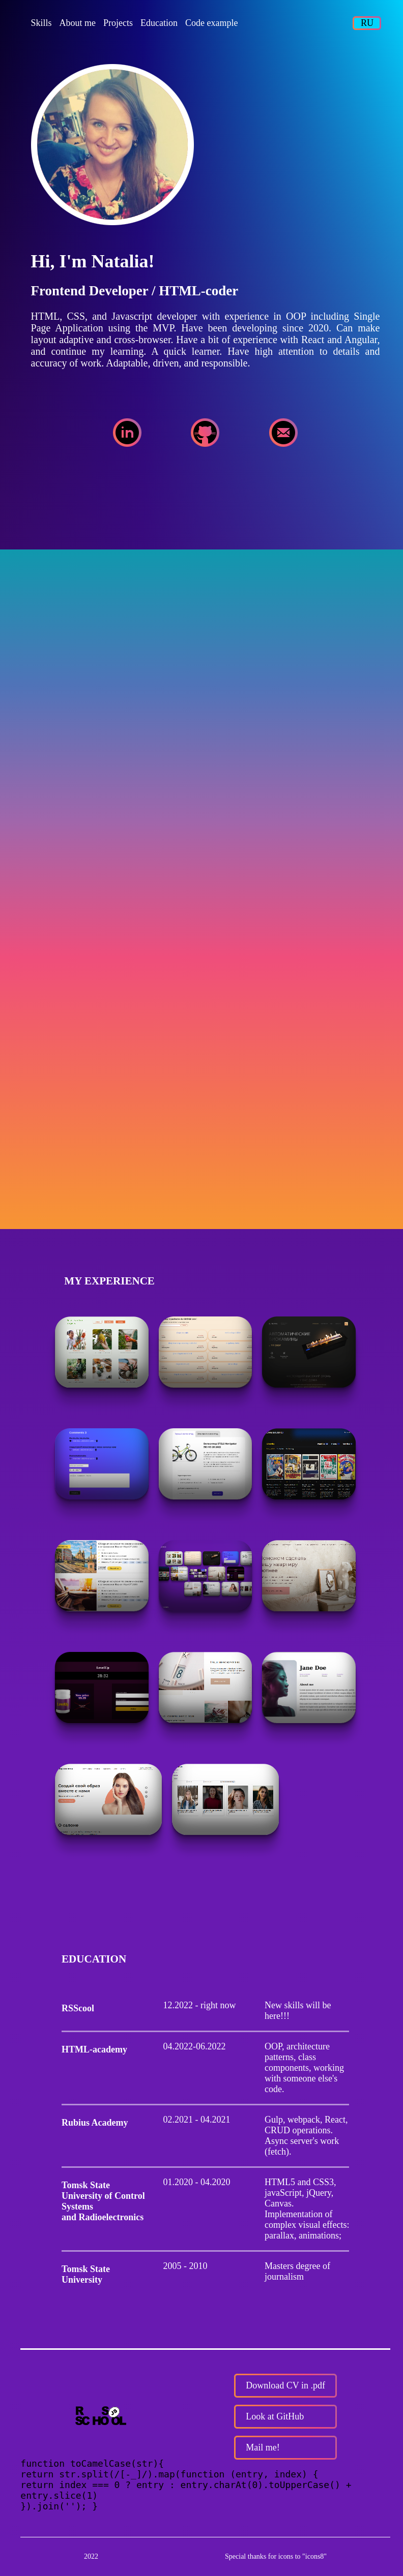 Skills About me Projects Education Code example RU
Hi, I'm Natalia!
Frontend Developer / HTML-coder
HTML, CSS, and Javascript developer with experience in OOP including Single
Page Application using the MVP. Have been developing since 2020. Can make
layout adaptive and cross-browser. Have a bit of experience with React and Angular,
and continue my learning. A quick learner. Have high attention to details and
accuracy of work. Adaptable, driven, and responsible.
in
MY EXPERIENCE
Jane Doe
EDUCATION
RSScool
12.2022 - right now
New skills will be
here!!!
HTML-academy
04.2022-06.2022
OOP, architecture
patterns, class
components, working
with someone else's
code.
Rubius Academy
02.2021 - 04.2021
Gulp, webpack, React,
CRUD operations.
Async server's work
(fetch).
Tomsk State
University of Control
Systems
and Radioelectronics
01.2020 - 04.2020
HTML5 and CSS3,
javaScript, jQuery,
Canvas.
Implementation of
complex visual effects:
parallax, animations;
Tomsk State
University
2005 - 2010
Masters degree of
journalism
RS
SCHOOL
Download CV in .pdf
Look at GitHub
Mail me!
function toCamelCase(str){
return str.split(/[-_]/).map(function (entry, index) {
return index === 0 ? entry : entry.charAt(0).toUpperCase() +
entry.slice(1)
}).join(''); }
2022
Special thanks for icons to "icons8"